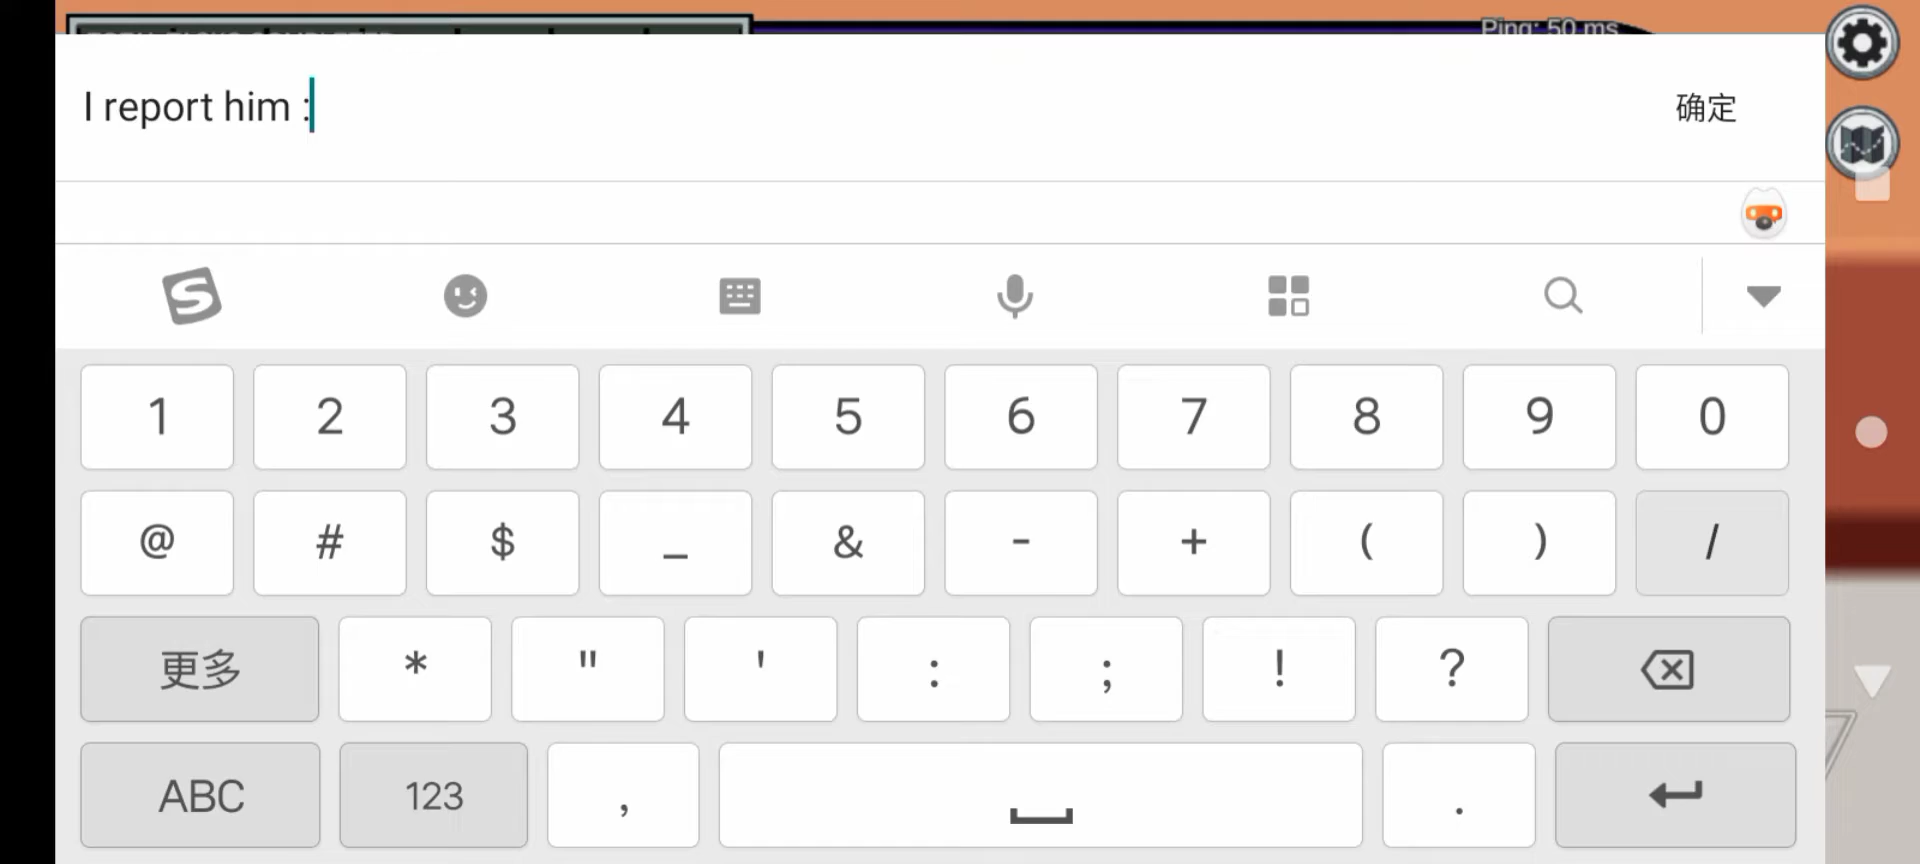 Ping: 50 ms
I report him :
确定
1 2 3 4 5 6 7 8 9 0
@ # $ _ & - + ( ) /
更多 * " ' : ; ! ?
ABC 123 , .